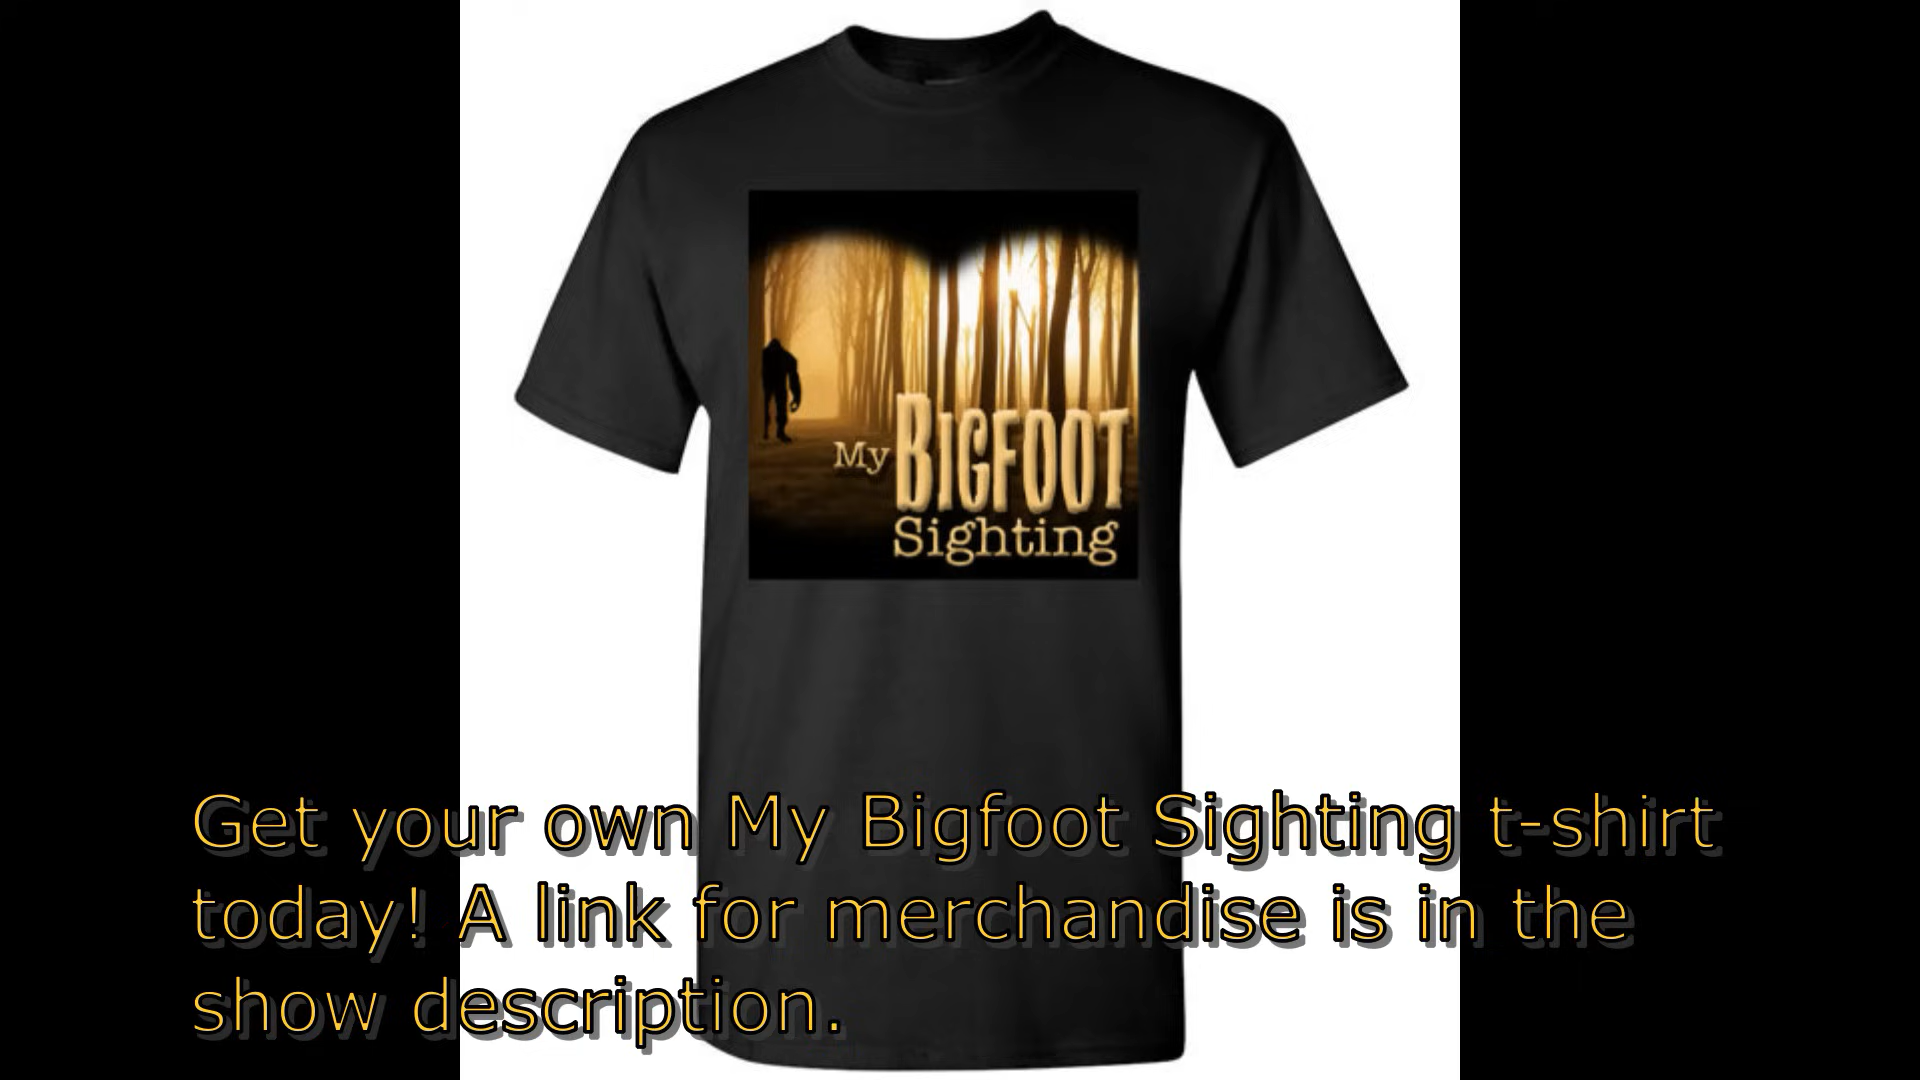 My BIGFOOT
Sighting
Get your own My Bigfoot Sighting t-shirt
today! A link for merchandise is in the
show description.